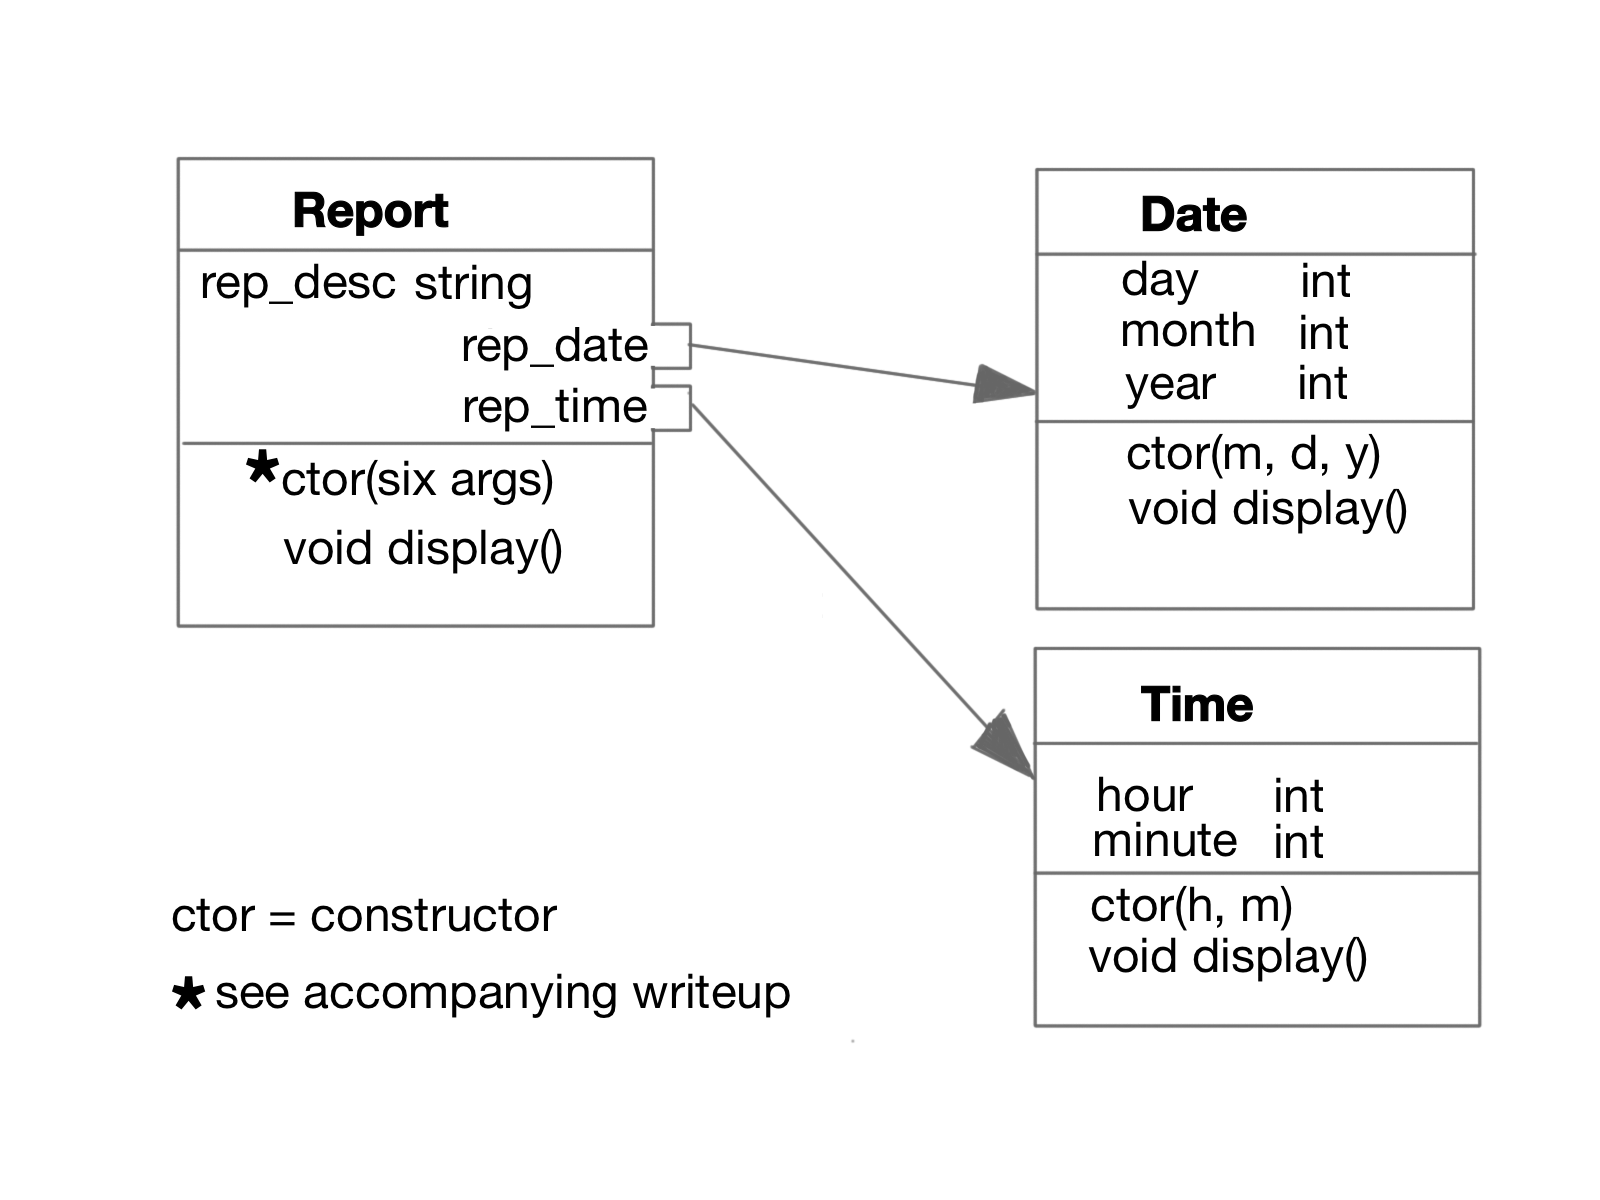 Report
rep_desc string
rep_date
rep_time
*ctor(six args)
void display()
Date
day int
month int
year int
ctor(m, d, y)
void display()
Time
hour int
minute int
ctor(h, m)
void display()
ctor = constructor
* see accompanying writeup